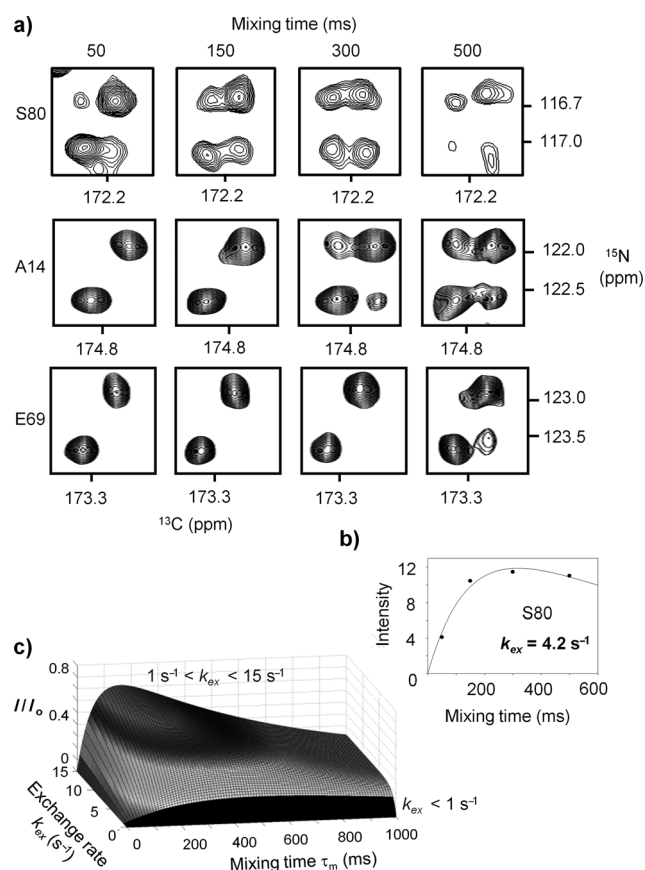 a)
Mixing time (ms)
50 150 300 500
S80
116.7
117.0
172.2 172.2 172.2 172.2
A14
122.0
122.5
15N
(ppm)
174.8 174.8 174.8 174.8
E69
123.0
123.5
173.3 173.3 173.3 173.3
13C (ppm)
b)
12
8
4
0
Intensity
S80
kex = 4.2 s-1
200 400 600
Mixing time (ms)
c)
0.8
0.4
0
I/Io
1 s-1 < kex < 15 s-1
kex < 1 s-1
15
10
5
0
Exchange rate
kex (s-1)
0 200 400 600 800 1000
Mixing time τm (ms)